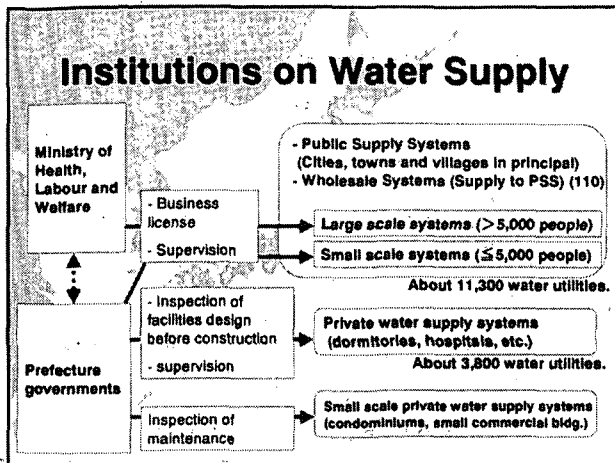 Institutions on Water Supply
Ministry of
Health,
Labour and
Welfare
- Business
license
- Supervision
- Public Supply Systems
(Cities, towns and villages in principal)
- Wholesale Systems (Supply to PSS) (110)
Large scale systems (>5,000 people)
Small scale systems (≦5,000 people)
About 11,300 water utilities.
Prefecture
governments
- Inspection of
facilities design
before construction
- supervision
Private water supply systems
(dormitories, hospitals, etc.)
About 3,800 water utilities.
Inspection of
maintenance
Small scale private water supply systems
(condominiums, small commercial bldg.)